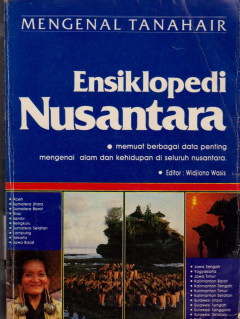 MENGENAL TANAHAIR
Ensiklopedi
Nusantara
● memuat berbagai data penting
mengenai alam dan kehidupan di seluruh nusantara.
● Editor : Widjiono Wasis
● Aceh
● Sumatera Utara
● Sumatera Barat
● Riau
● Jambi
● Bengkulu
● Sumatera Selatan
● Lampung
● Jakarta
● Jawa Barat
● Jawa Tengah
● Yogyakarta
● Jawa Timur
● Kalimantan Barat
● Kalimantan Tengah
● Kalimantan Selatan
● Sulawesi Utara
● Sulawesi Tengah
● Sulawesi Tenggara
● Sulawesi Selatan